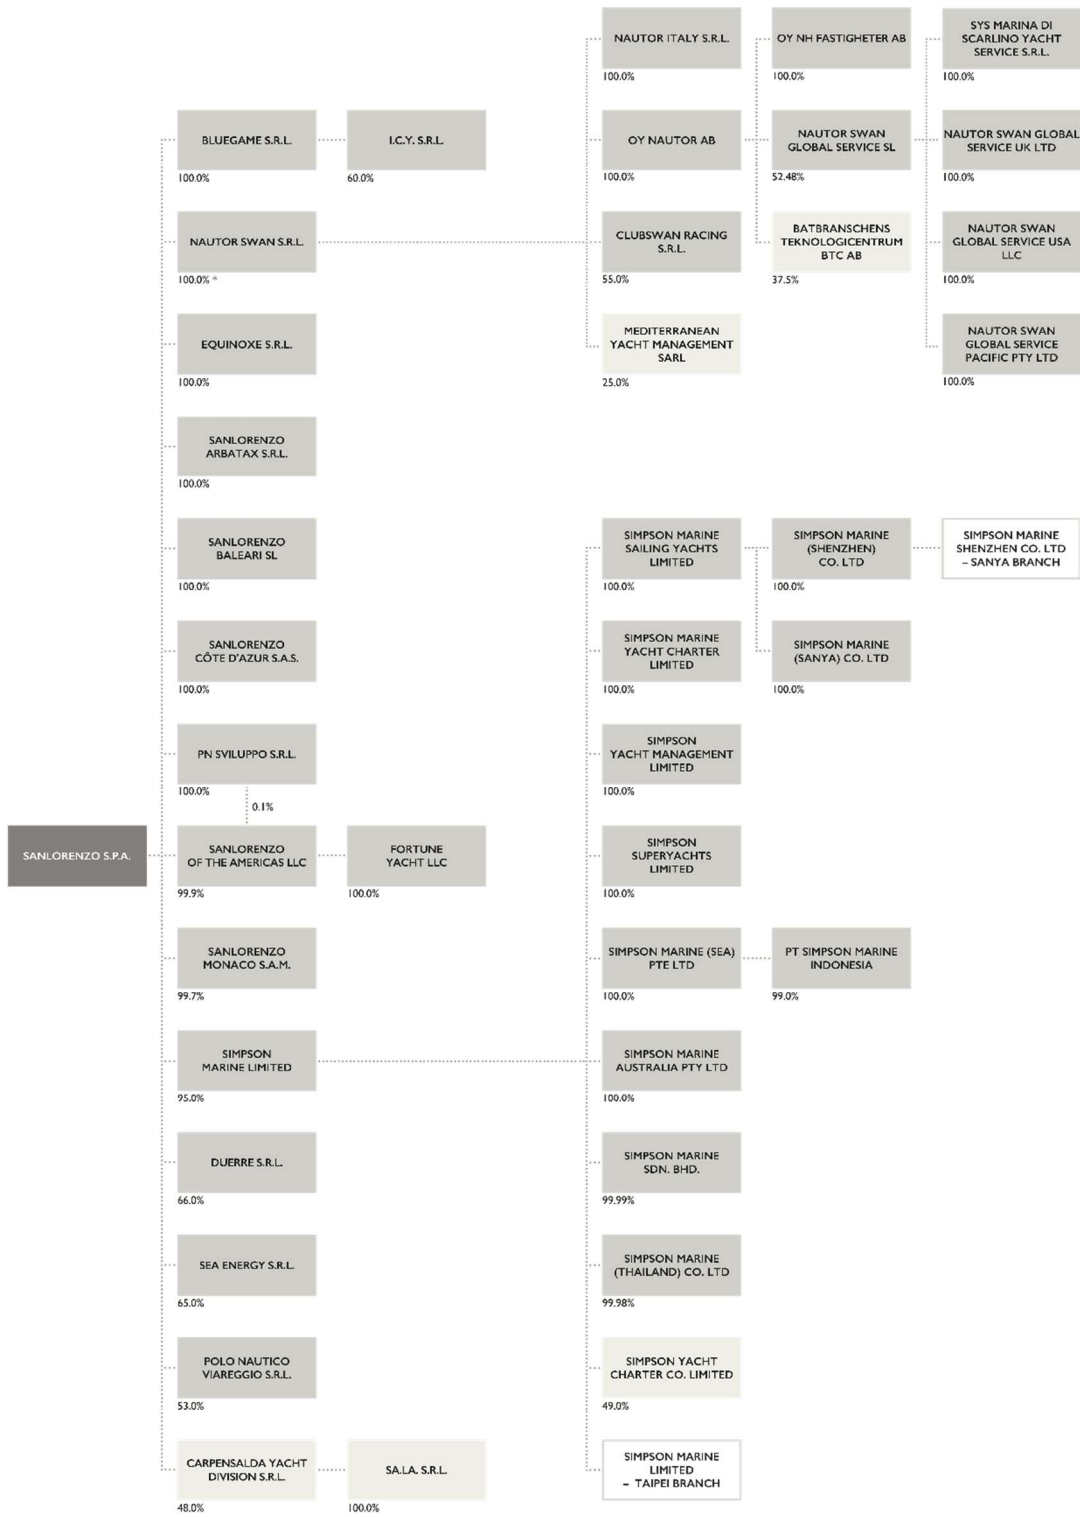 NAUTOR ITALY S.R.L.
100.0%
OY NH FASTIGHETER AB
100.0%
SYS MARINA DI
SCARLINO YACHT
SERVICE S.R.L.
100.0%
BLUEGAME S.R.L.
100.0%
I.C.Y. S.R.L.
60.0%
OY NAUTOR AB
100.0%
NAUTOR SWAN
GLOBAL SERVICE SL
52.48%
NAUTOR SWAN GLOBAL
SERVICE UK LTD
100.0%
NAUTOR SWAN S.R.L.
100.0% *
CLUBSWAN RACING
S.R.L.
55.0%
BATBRANSCHENS
TEKNOLOGICENTRUM
BTC AB
37.5%
NAUTOR SWAN
GLOBAL SERVICE USA
LLC
100.0%
EQUINOXE S.R.L.
100.0%
MEDITERRANEAN
YACHT MANAGEMENT
SARL
25.0%
NAUTOR SWAN
GLOBAL SERVICE
PACIFIC PTY LTD
100.0%
SANLORENZO
ARBATAX S.R.L.
100.0%
SANLORENZO
BALEARI SL
100.0%
SIMPSON MARINE
SAILING YACHTS
LIMITED
100.0%
SIMPSON MARINE
(SHENZHEN)
CO. LTD
100.0%
SIMPSON MARINE
SHENZHEN CO. LTD
– SANYA BRANCH
SANLORENZO
CÔTE D'AZUR S.A.S.
100.0%
SIMPSON MARINE
YACHT CHARTER
LIMITED
100.0%
SIMPSON MARINE
(SANYA) CO. LTD
100.0%
PN SVILUPPO S.R.L.
100.0%
0.1%
SIMPSON
YACHT MANAGEMENT
LIMITED
100.0%
SANLORENZO S.P.A.
SANLORENZO
OF THE AMERICAS LLC
99.9%
FORTUNE
YACHT LLC
100.0%
SIMPSON
SUPERYACHTS
LIMITED
100.0%
SANLORENZO
MONACO S.A.M.
99.7%
SIMPSON MARINE (SEA)
PTE LTD
100.0%
PT SIMPSON MARINE
INDONESIA
99.0%
SIMPSON
MARINE LIMITED
95.0%
SIMPSON MARINE
AUSTRALIA PTY LTD
100.0%
DUERRE S.R.L.
66.0%
SIMPSON MARINE
SDN. BHD.
99.99%
SEA ENERGY S.R.L.
65.0%
SIMPSON MARINE
(THAILAND) CO. LTD
99.98%
POLO NAUTICO
VIAREGGIO S.R.L.
53.0%
SIMPSON YACHT
CHARTER CO. LIMITED
49.0%
CARPENSALDA YACHT
DIVISION S.R.L.
48.0%
SA.LA. S.R.L.
100.0%
SIMPSON MARINE
LIMITED
– TAIPEI BRANCH